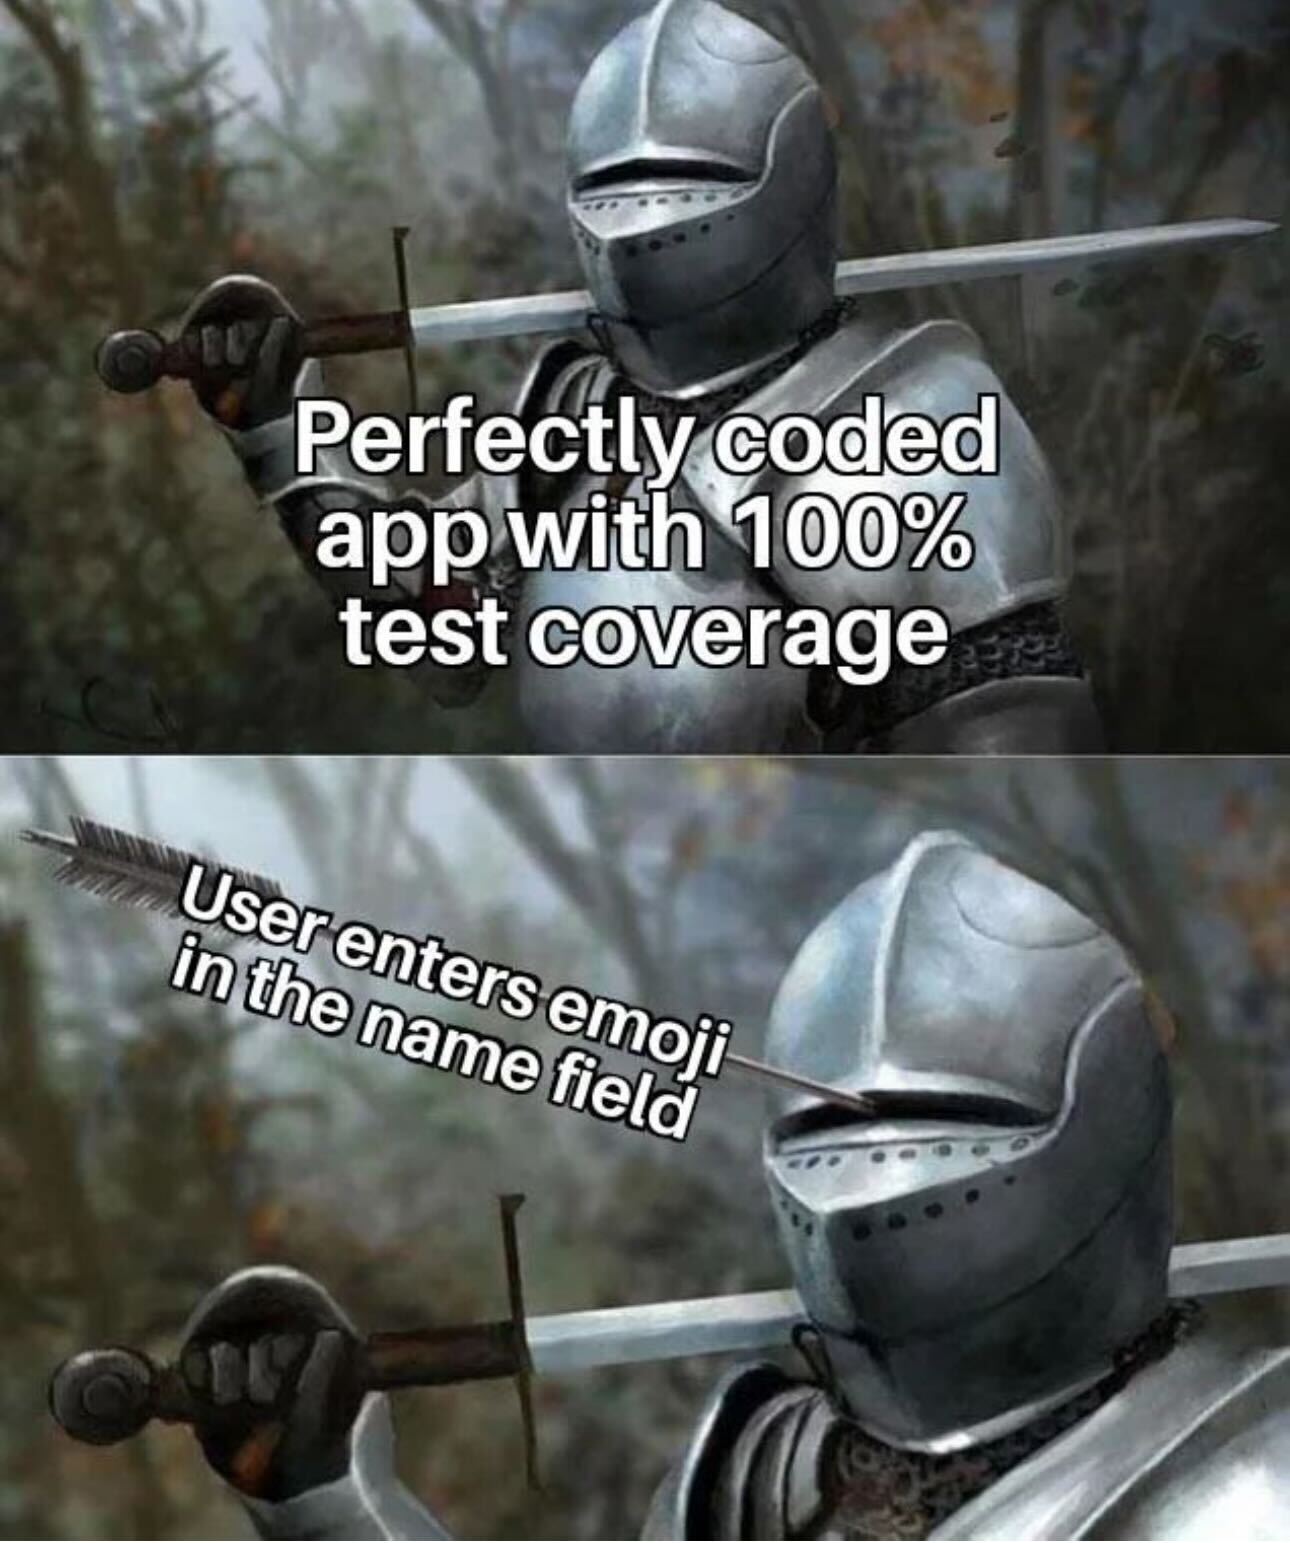 Perfectly coded
app with 100%
test coverage
User enters emoji
in the name field